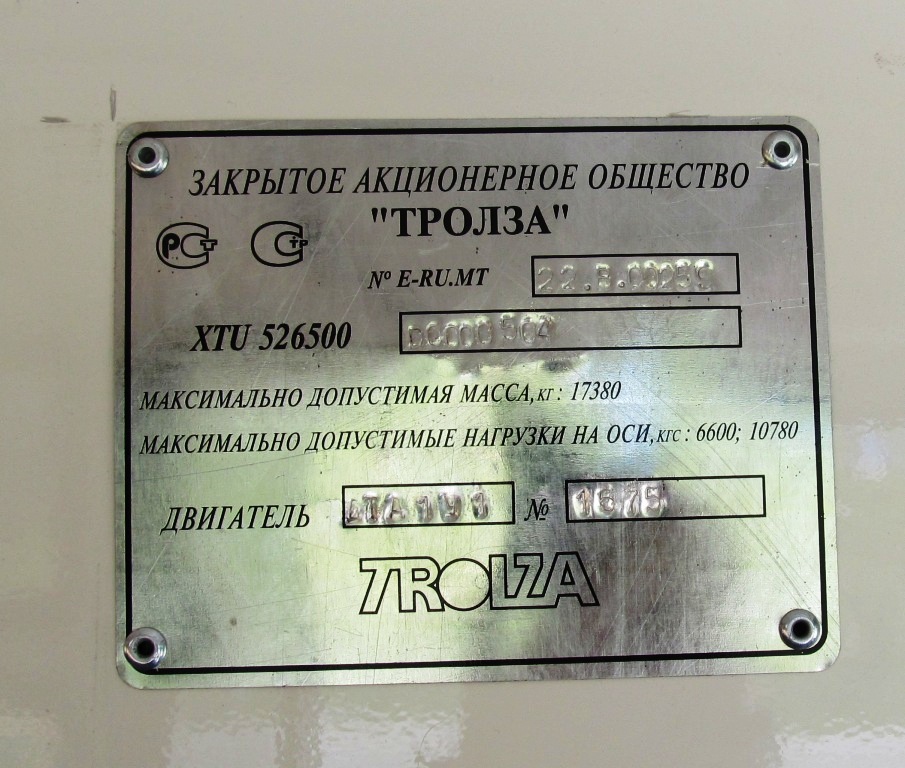 ЗАКРЫТОЕ АКЦИОНЕРНОЕ ОБЩЕСТВО
"ТРОЛЗА"
№ E-RU.MT
XTU 526500
МАКСИМАЛЬНО ДОПУСТИМАЯ МАССА, КГ: 17380
МАКСИМАЛЬНО ДОПУСТИМЫЕ НАГРУЗКИ НА ОСИ, КГС: 6600; 10780
ДВИГАТЕЛЬ № 1675
TROLZA